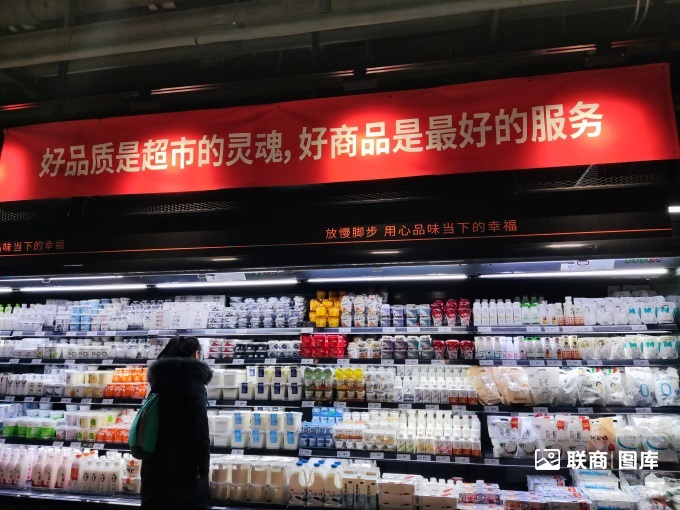 好品质是超市的灵魂,好商品是最好的服务
品味当下的幸福
放慢脚步 用心品味当下的幸福
联商 图库